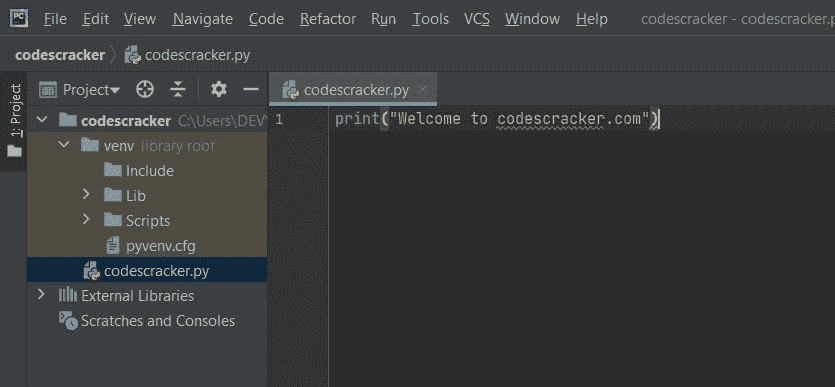 PC File Edit View Navigate Code Refactor Run Tools VCS Window Help codescracker - codescracker.p
codescracker codescracker.py
1: Project
Project
codescracker.py
codescracker C:\Users\DEV
venv library root
Include
Lib
Scripts
pyvenv.cfg
codescracker.py
External Libraries
Scratches and Consoles
1 print("Welcome to codescracker.com")